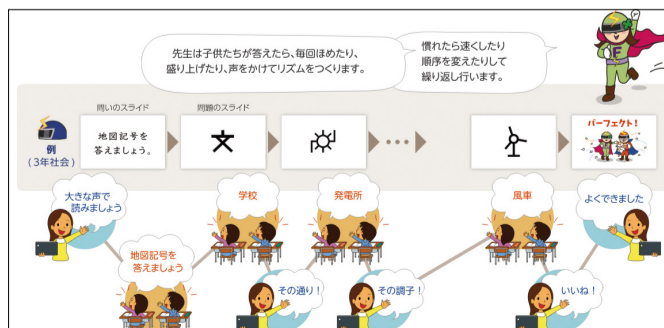 先生は子供たちが答えたら、毎回ほめたり、
盛り上げたり、声をかけてリズムをつくります。
慣れたら速くしたり
順序を変えたりして
繰り返し行います。
F
問いのスライド
問題のスライド
例
(3年社会)
地図記号を
答えましょう。
パーフェクト!
大きな声で
読みましょう
地図記号を
答えましょう
学校
その通り!
発電所
その調子!
風車
いいね!
よくできました